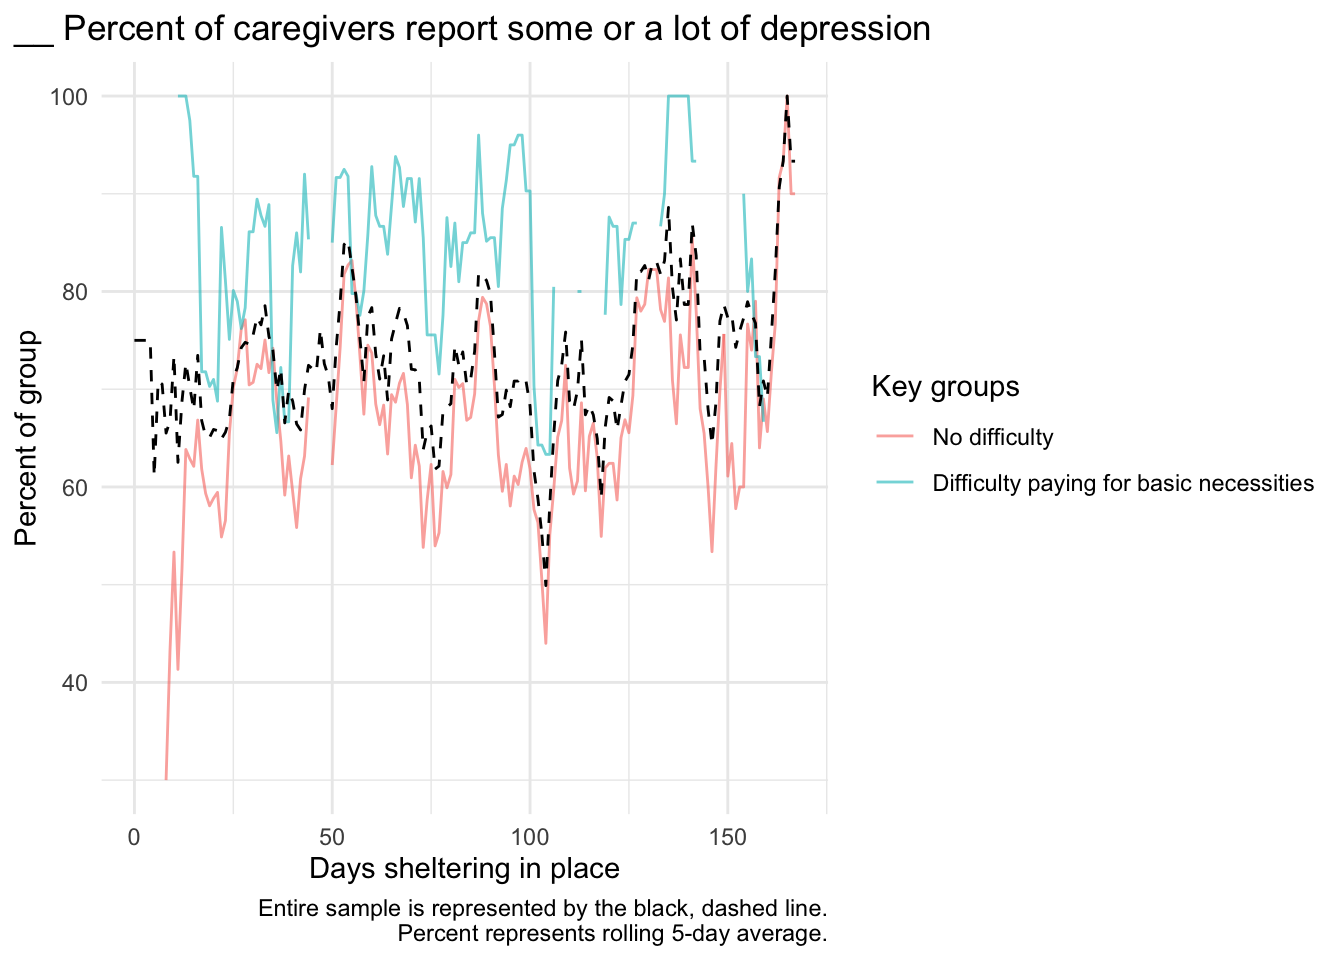 __ Percent of caregivers report some or a lot of depression
Percent of group
100
80
60
40
0
50
100
150
Days sheltering in place
Key groups
No difficulty
Difficulty paying for basic necessities
Entire sample is represented by the black, dashed line.
Percent represents rolling 5-day average.